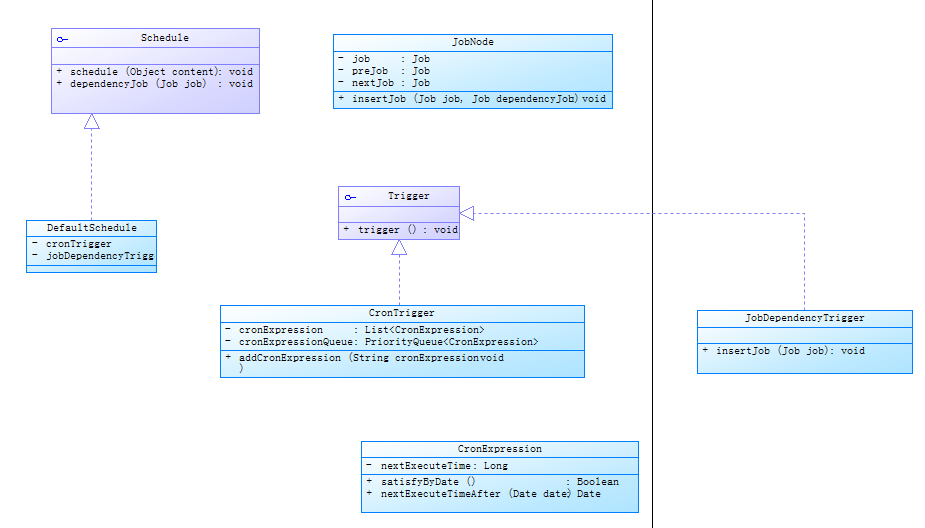 Schedule
+ schedule (Object content): void
+ dependencyJob (Job job) : void
JobNode
- job : Job
- preJob : Job
- nextJob : Job
+ insertJob (Job job, Job dependencyJob) void
Trigger
+ trigger () : void
DefaultSchedule
- cronTrigger
- jobDependencyTrigg
CronTrigger
- cronExpression : List<CronExpression>
- cronExpressionQueue: PriorityQueue<CronExpression>
+ addCronExpression (String cronExpressionvoid
)
JobDependencyTrigger
+ insertJob (Job job): void
CronExpression
- nextExecuteTime: Long
+ satisfyByDate () : Boolean
+ nextExecuteTimeAfter (Date date) Date